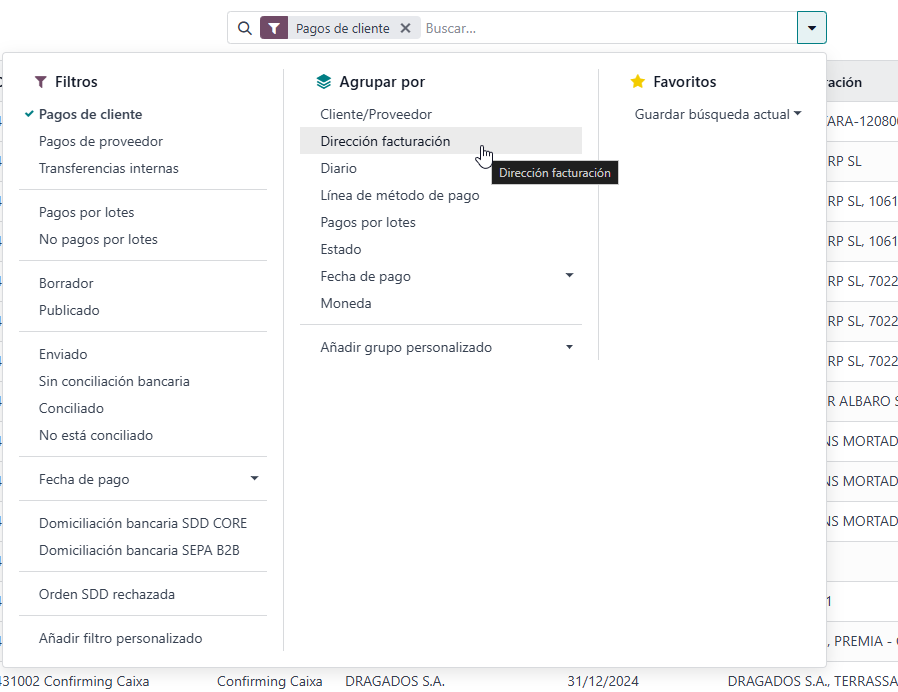 Pagos de cliente
Buscar...
Filtros
Pagos de cliente
Pagos de proveedor
Transferencias internas
Pagos por lotes
No pagos por lotes
Borrador
Publicado
Enviado
Sin conciliación bancaria
Conciliado
No está conciliado
Fecha de pago
Domiciliación bancaria SDD CORE
Domiciliación bancaria SEPA B2B
Orden SDD rechazada
Añadir filtro personalizado
Agrupar por
Cliente/Proveedor
Dirección facturación
Dirección facturación
Diario
Línea de método de pago
Pagos por lotes
Estado
Fecha de pago
Moneda
Añadir grupo personalizado
Favoritos
Guardar búsqueda actual
ración
ARA-12080
RP SL
RP SL, 1061
RP SL, 1061
RP SL, 7022
RP SL, 7022
RP SL, 7022
R ALBARO S
NS MORTAD
NS MORTAD
NS MORTAD
1
, PREMIA -
431002 Confirming Caixa Confirming Caixa DRAGADOS S.A. 31/12/2024 DRAGADOS S.A., TERRASSA